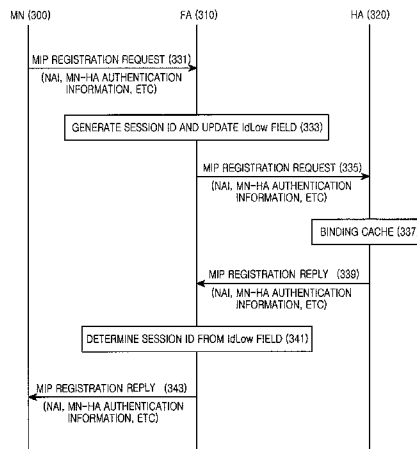 MN (300)
FA (310)
HA (320)
MIP REGISTRATION REQUEST (331)
(NAI, MN-HA AUTHENTICATION
INFORMATION, ETC)
GENERATE SESSION ID AND UPDATE IdLow FIELD (333)
MIP REGISTRATION REQUEST (335)
(NAI, MN-HA AUTHENTICATION
INFORMATION, ETC)
BINDING CACHE (337
MIP REGISTRATION REPLY (339)
(NAI, MN-HA AUTHENTICATION
INFORMATION, ETC)
DETERMINE SESSION ID FROM IdLow FIELD (341)
MIP REGISTRATION REPLY (343)
(NAI, MN-HA AUTHENTICATION
INFORMATION, ETC)